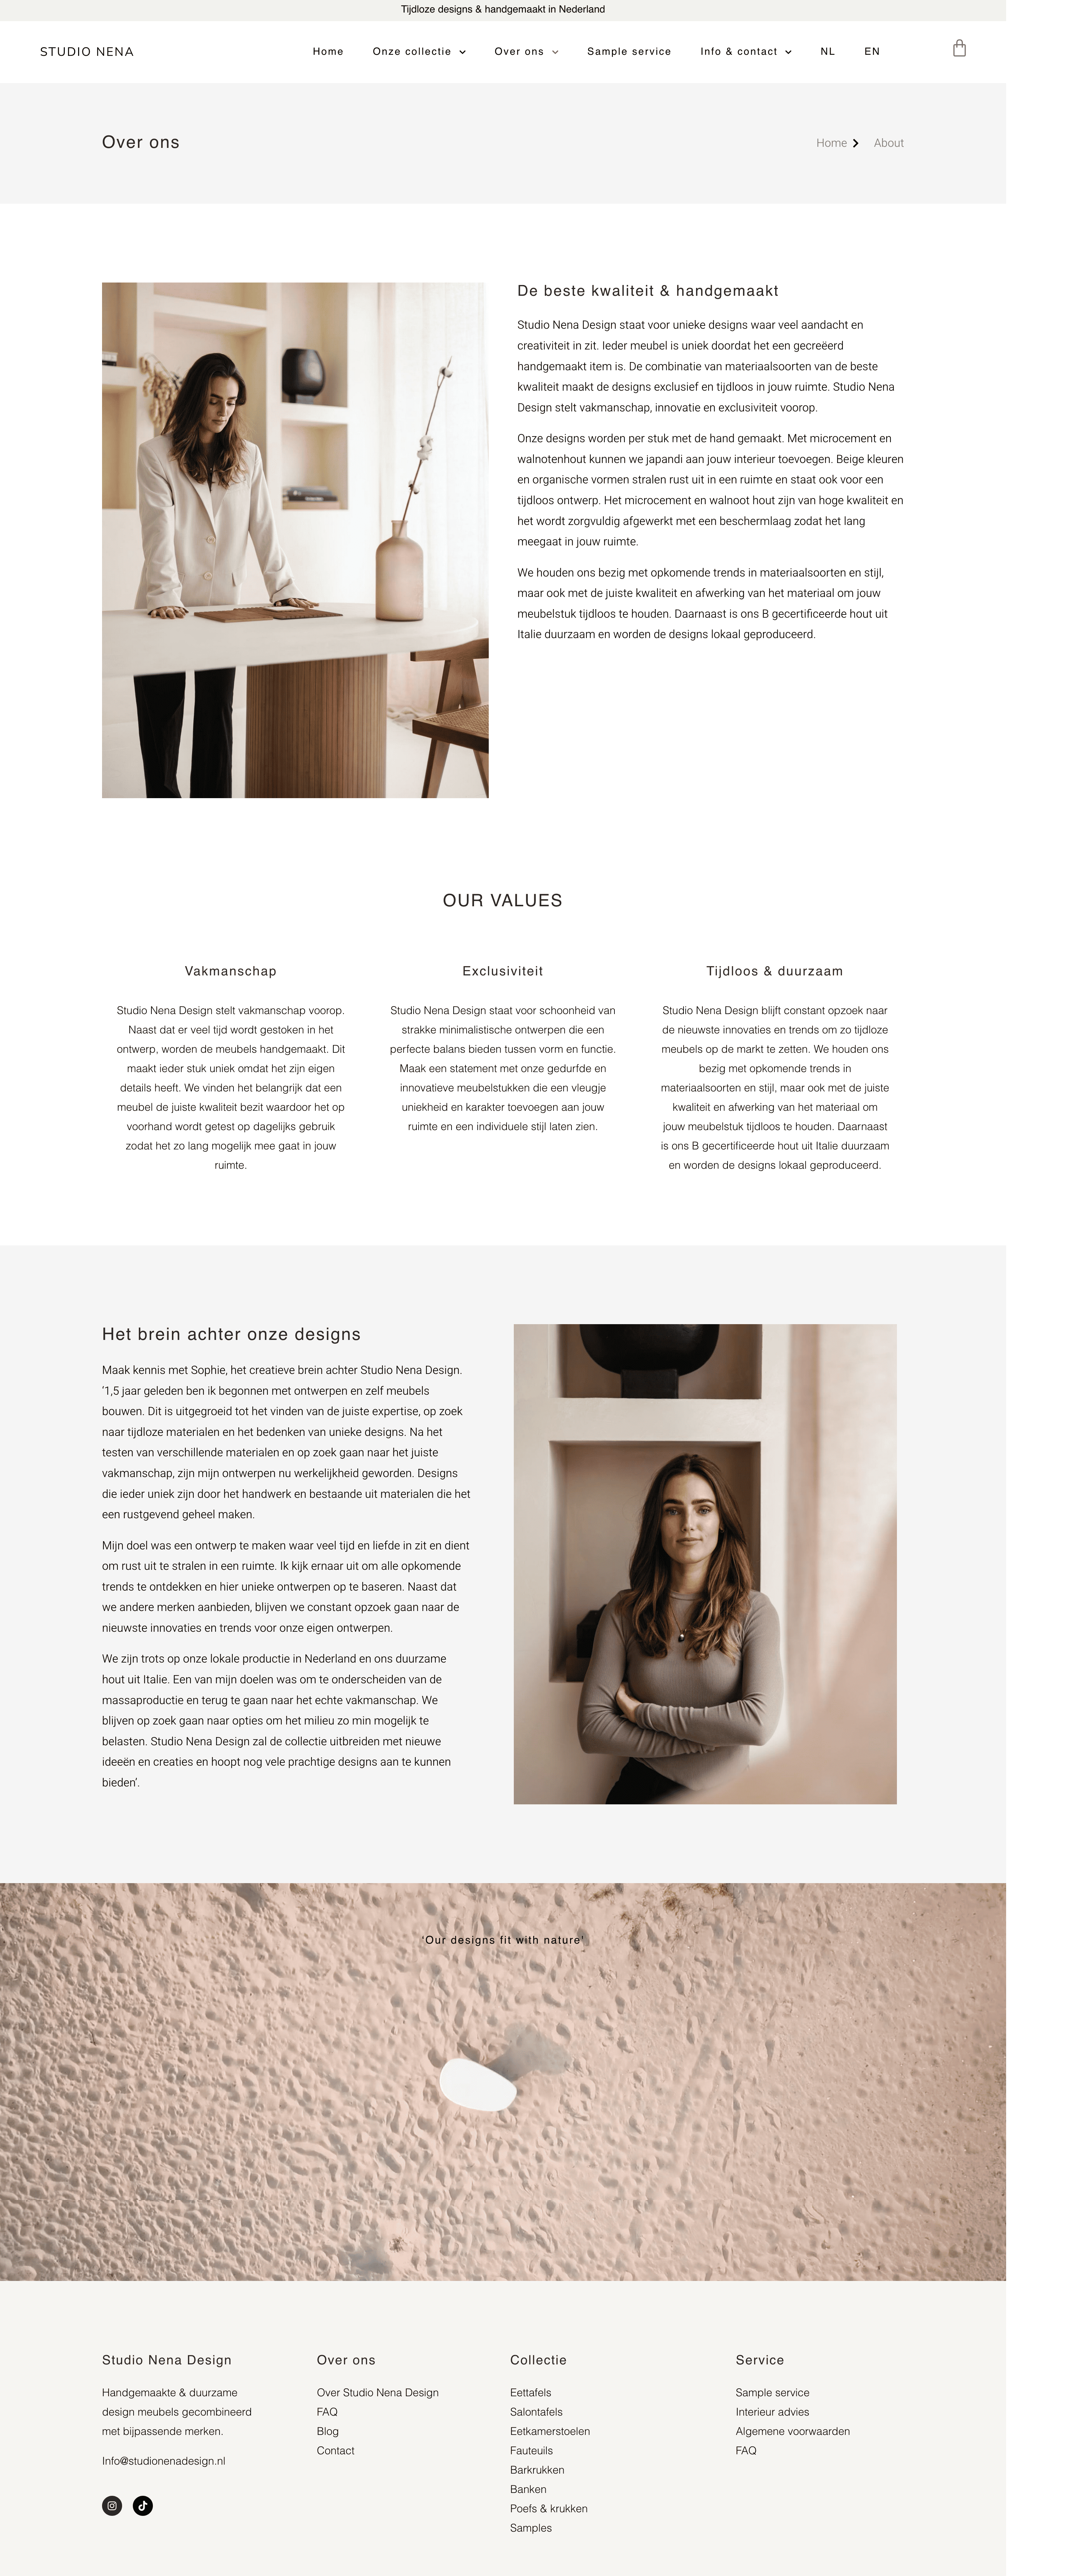 Tijdloze designs & handgemaakt in Nederland
STUDIO NENA
Home
Onze collectie
Over ons
Sample service
Info & contact
NL
EN
Over ons
Home
About
De beste kwaliteit & handgemaakt
Studio Nena Design staat voor unieke designs waar veel aandacht en
creativiteit in zit. Ieder meubel is uniek doordat het een gecreëerd
handgemaakt item is. De combinatie van materiaalsoorten van de beste
kwaliteit maakt de designs exclusief en tijdloos in jouw ruimte. Studio Nena
Design stelt vakmanschap, innovatie en exclusiviteit voorop.
Onze designs worden per stuk met de hand gemaakt. Met microcement en
walnotenhout kunnen we japandi aan jouw interieur toevoegen. Beige kleuren
en organische vormen stralen rust uit in een ruimte en staat ook voor een
tijdloos ontwerp. Het microcement en walnoot hout zijn van hoge kwaliteit en
het wordt zorgvuldig afgewerkt met een beschermlaag zodat het lang
meegaat in jouw ruimte.
We houden ons bezig met opkomende trends in materiaalsoorten en stijl,
maar ook met de juiste kwaliteit en afwerking van het materiaal om jouw
meubelstuk tijdloos te houden. Daarnaast is ons B gecertificeerde hout uit
Italie duurzaam en worden de designs lokaal geproduceerd.
OUR VALUES
Vakmanschap
Studio Nena Design stelt vakmanschap voorop.
Naast dat er veel tijd wordt gestoken in het
ontwerp, worden de meubels handgemaakt. Dit
maakt ieder stuk uniek omdat het zijn eigen
details heeft. We vinden het belangrijk dat een
meubel de juiste kwaliteit bezit waardoor het op
voorhand wordt getest op dagelijks gebruik
zodat het zo lang mogelijk mee gaat in jouw
ruimte.
Exclusiviteit
Studio Nena Design staat voor schoonheid van
strakke minimalistische ontwerpen die een
perfecte balans bieden tussen vorm en functie.
Maak een statement met onze gedurfde en
innovatieve meubelstukken die een vleugje
uniekheid en karakter toevoegen aan jouw
ruimte en een individuele stijl laten zien.
Tijdloos & duurzaam
Studio Nena Design blijft constant opzoek naar
de nieuwste innovaties en trends om zo tijdloze
meubels op de markt te zetten. We houden ons
bezig met opkomende trends in
materiaalsoorten en stijl, maar ook met de juiste
kwaliteit en afwerking van het materiaal om
jouw meubelstuk tijdloos te houden. Daarnaast
is ons B gecertificeerde hout uit Italie duurzaam
en worden de designs lokaal geproduceerd.
Het brein achter onze designs
Maak kennis met Sophie, het creatieve brein achter Studio Nena Design.
'1,5 jaar geleden ben ik begonnen met ontwerpen en zelf meubels
bouwen. Dit is uitgegroeid tot het vinden van de juiste expertise, op zoek
naar tijdloze materialen en het bedenken van unieke designs. Na het
testen van verschillende materialen en op zoek gaan naar het juiste
vakmanschap, zijn mijn ontwerpen nu werkelijkheid geworden. Designs
die ieder uniek zijn door het handwerk en bestaande uit materialen die het
een rustgevend geheel maken.
Mijn doel was een ontwerp te maken waar veel tijd en liefde in zit en dient
om rust uit te stralen in een ruimte. Ik kijk ernaar uit om alle opkomende
trends te ontdekken en hier unieke ontwerpen op te baseren. Naast dat
we andere merken aanbieden, blijven we constant opzoek gaan naar de
nieuwste innovaties en trends voor onze eigen ontwerpen.
We zijn trots op onze lokale productie in Nederland en ons duurzame
hout uit Italie. Een van mijn doelen was om te onderscheiden van de
massaproductie en terug te gaan naar het echte vakmanschap. We
blijven op zoek gaan naar opties om het milieu zo min mogelijk te
belasten. Studio Nena Design zal de collectie uitbreiden met nieuwe
ideeën en creaties en hoopt nog vele prachtige designs aan te kunnen
bieden'.
'Our designs fit with nature'
Studio Nena Design
Handgemaakte & duurzame
design meubels gecombineerd
met bijpassende merken.
Info@studionenadesign.nl
Over ons
Over Studio Nena Design
FAQ
Blog
Contact
Collectie
Eettafels
Salontafels
Eetkamerstoelen
Fauteuils
Barkrukken
Banken
Poefs & krukken
Samples
Service
Sample service
Interieur advies
Algemene voorwaarden
FAQ